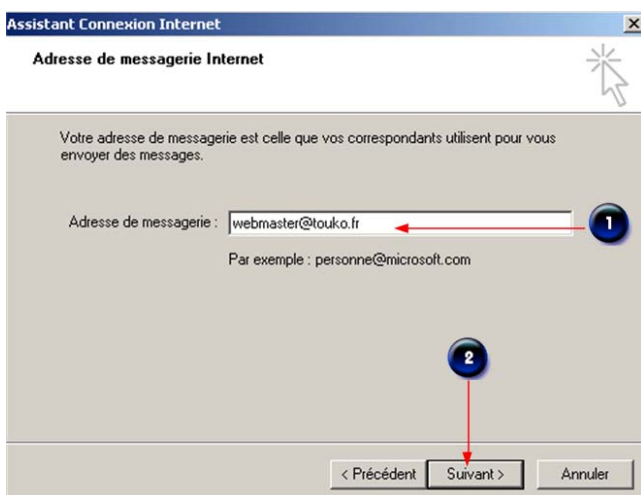 Assistant Connexion Internet
Adresse de messagerie Internet
Votre adresse de messagerie est celle que vos correspondants utilisent pour vous
envoyer des messages.
Adresse de messagerie : webmaster@touko.fr
1
Par exemple : personne@microsoft.com
2
< Précédent Suivant > Annuler